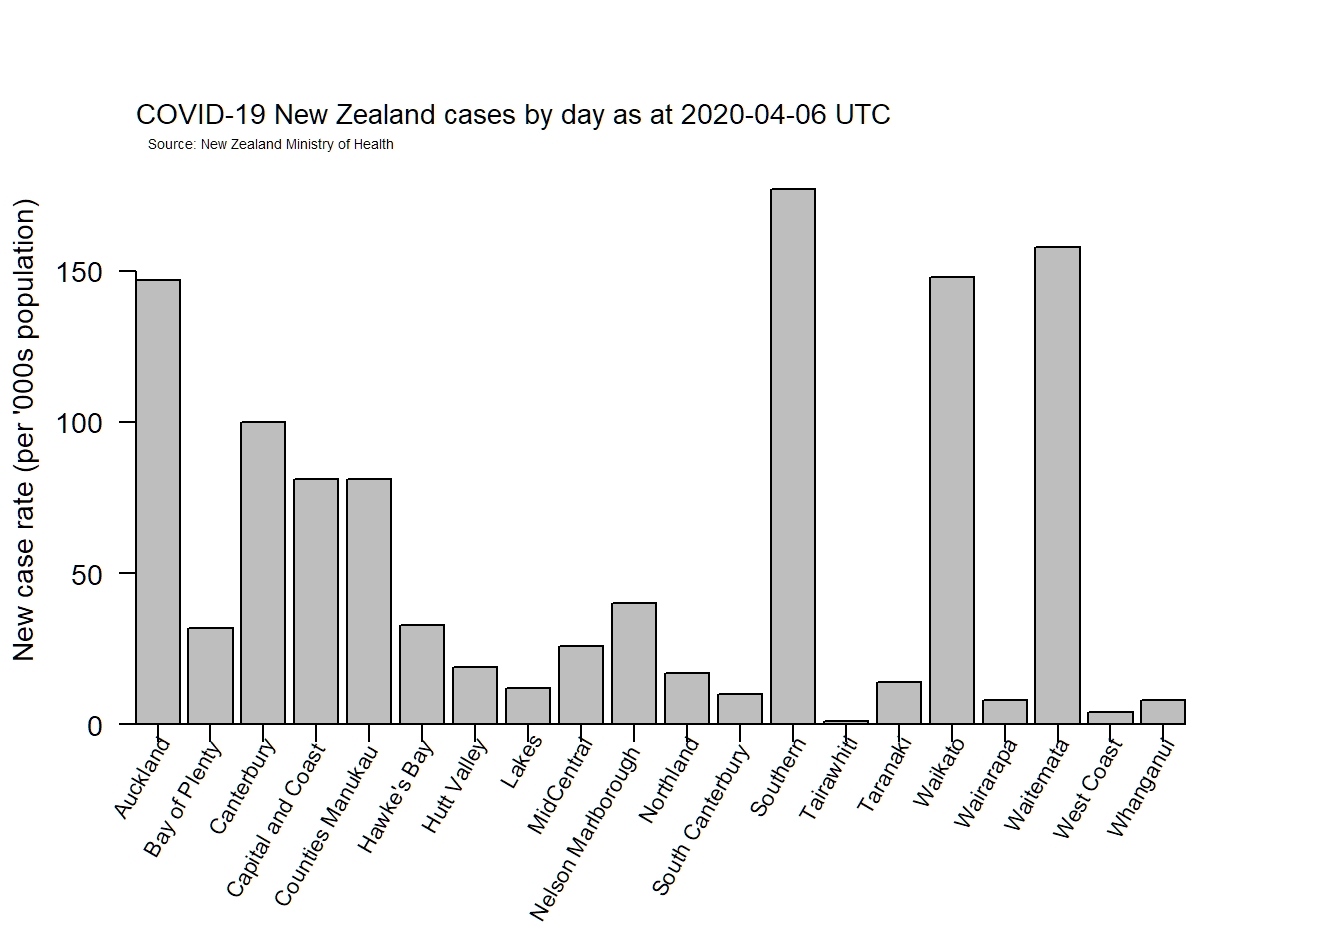 COVID-19 New Zealand cases by day as at 2020-04-06 UTC
Source: New Zealand Ministry of Health
New case rate (per '000s population)
150
100
50
0
Auckland
Bay of Plenty
Canterbury
Capital and Coast
Counties Manukau
Hawke's Bay
Hutt Valley
Lakes
MidCentral
Nelson Marlborough
Northland
South Canterbury
Southern
Tairawhiti
Taranaki
Waikato
Wairarapa
Waitemata
West Coast
Whanganui